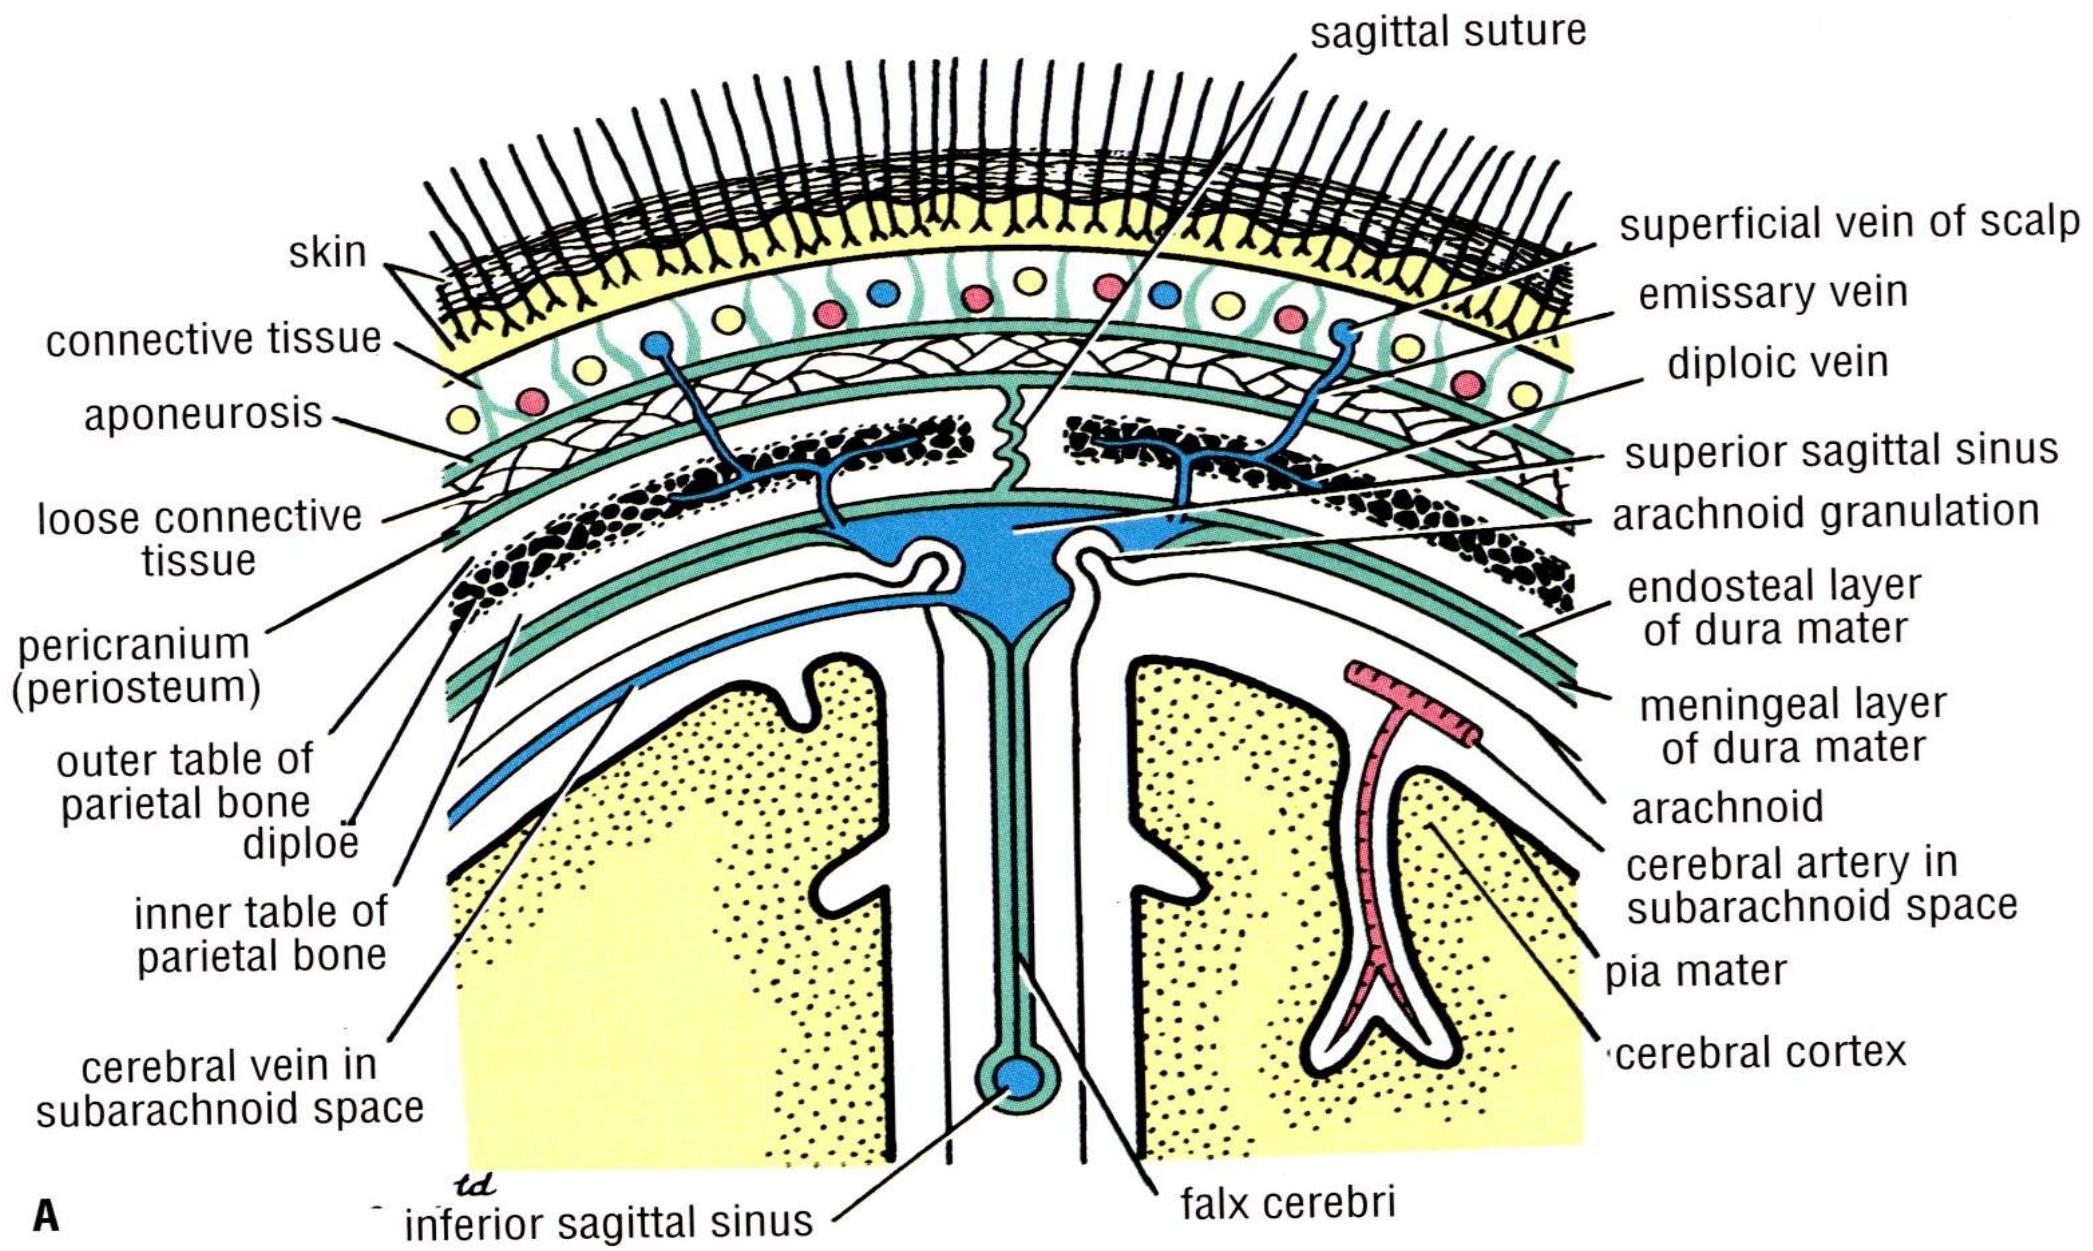 sagittal suture
skin
connective tissue
aponeurosis
loose connective
tissue
pericranium
(periosteum)
outer table of
parietal bone
diploë
inner table of
parietal bone
cerebral vein in
subarachnoid space
superficial vein of scalp
emissary vein
diploic vein
superior sagittal sinus
arachnoid granulation
endosteal layer
of dura mater
meningeal layer
of dura mater
arachnoid
cerebral artery in
subarachnoid space
pia mater
cerebral cortex
td
A
inferior sagittal sinus
falx cerebri